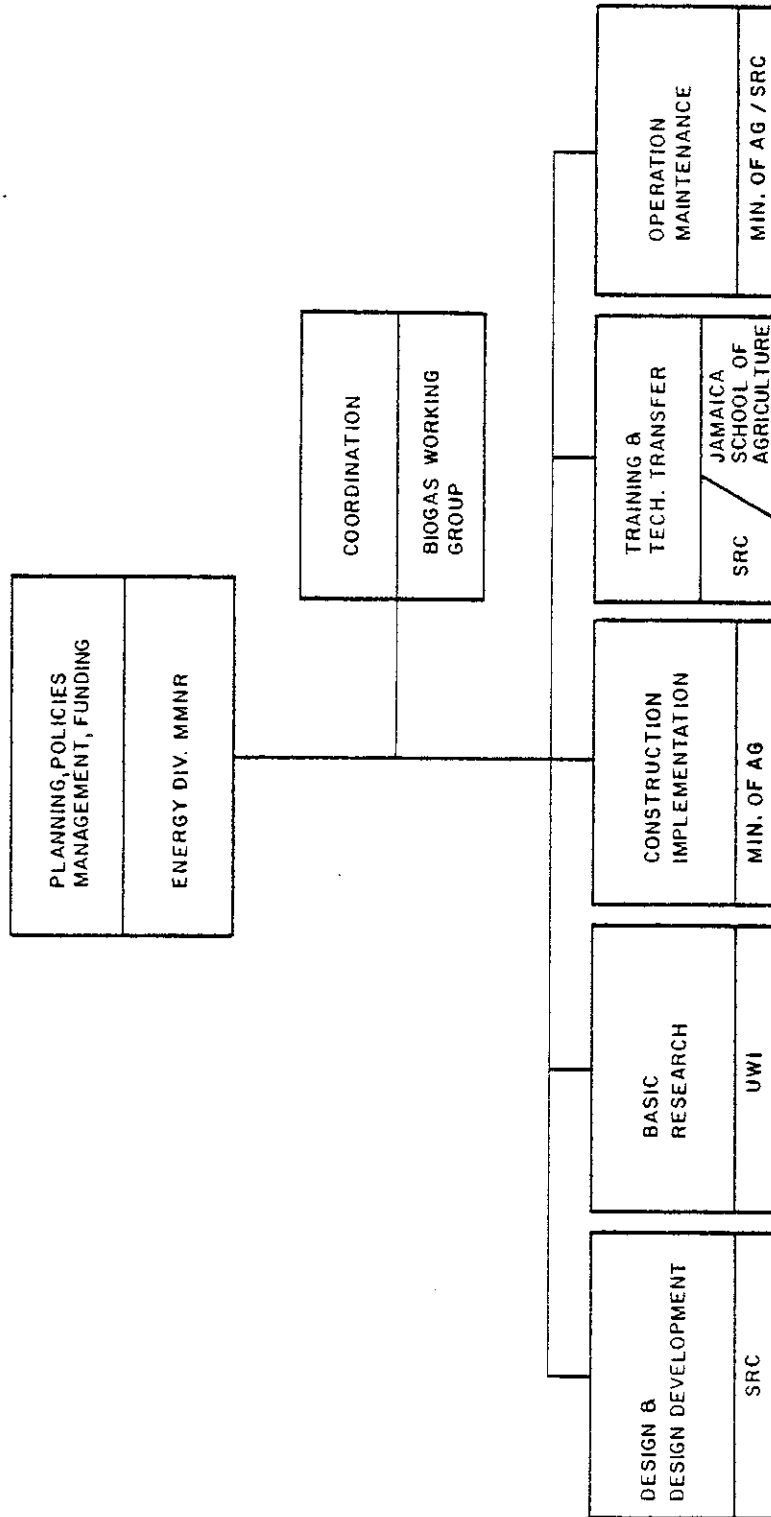 PLANNING, POLICIES
MANAGEMENT, FUNDING
ENERGY DIV. MMNR
COORDINATION
BIOGAS WORKING
GROUP
DESIGN &
DESIGN DEVELOPMENT
SRC
BASIC
RESEARCH
UWI
CONSTRUCTION
IMPLEMENTATION
MIN. OF AG
TRAINING &
TECH. TRANSFER
SRC
JAMAICA
SCHOOL OF
AGRICULTURE
OPERATION
MAINTENANCE
MIN. OF AG / SRC